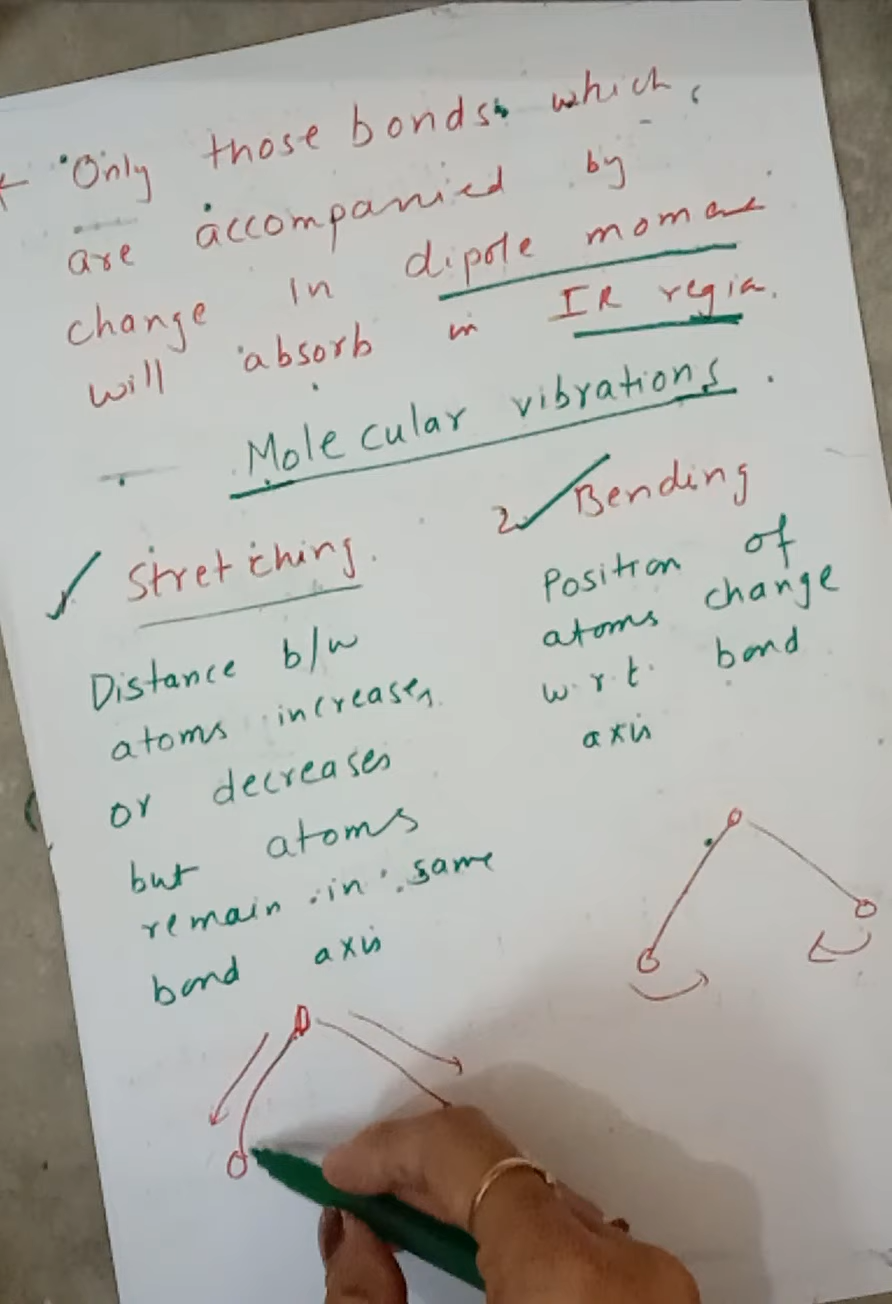 Only those bonds which
are accompanied by
change in dipole moment
will absorb in IR region.
Molecular vibrations.
Stretching.
Distance b/w
atoms increases
or decreases
but atoms
remain in same
bond axis
2 Bending
Position of
atoms change
w.r.t. bond
axis